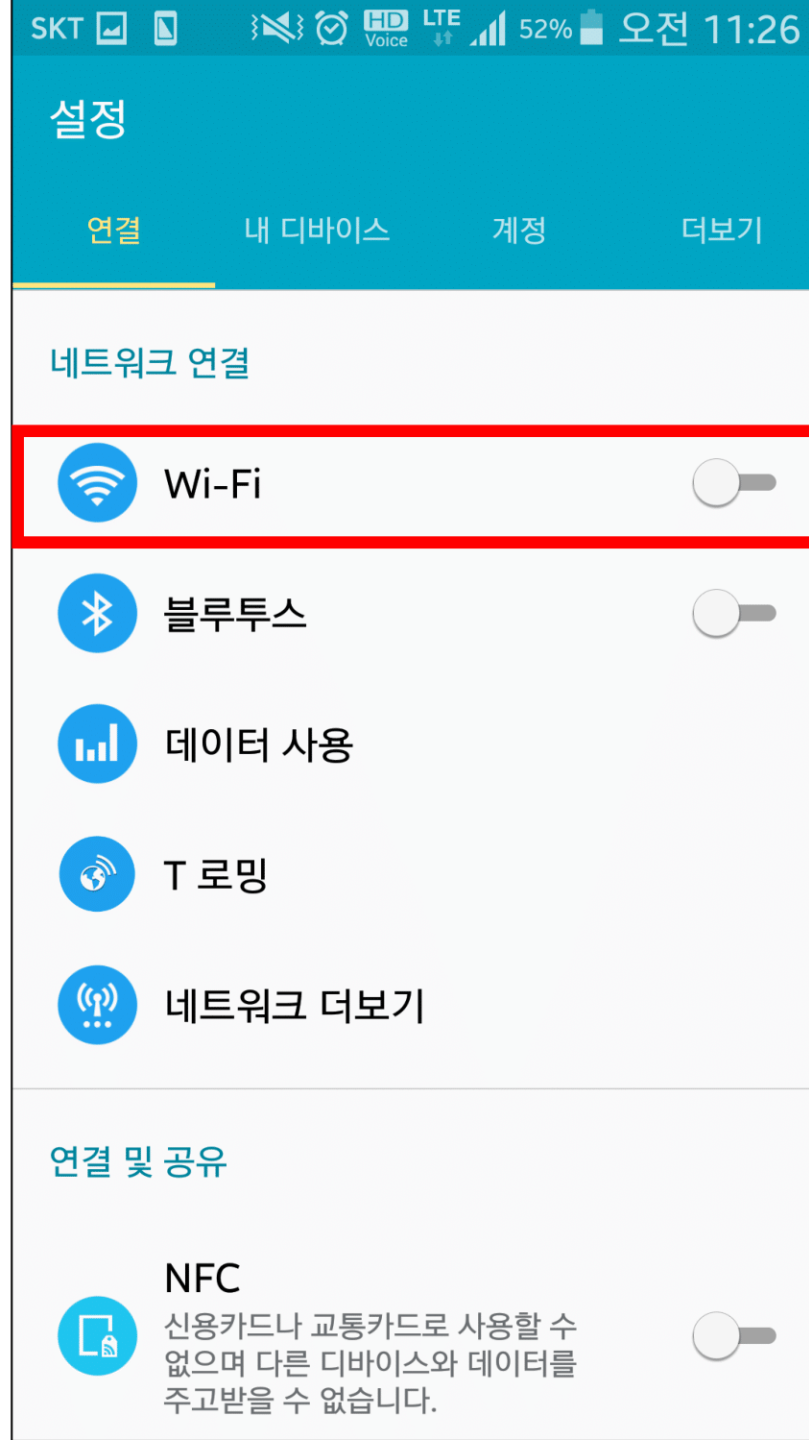 SKT HD Voice LTE 52% 오전 11:26
설정
연결 내 디바이스 계정 더보기
네트워크 연결
Wi-Fi
블루투스
데이터 사용
T 로밍
네트워크 더보기
연결 및 공유
NFC
신용카드나 교통카드로 사용할 수
없으며 다른 디바이스와 데이터를
주고받을 수 없습니다.